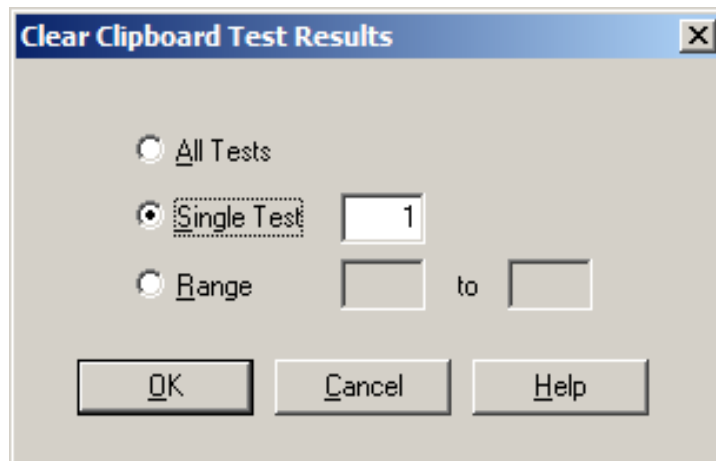 Clear Clipboard Test Results
All Tests
Single Test 1
Range to
OK Cancel Help